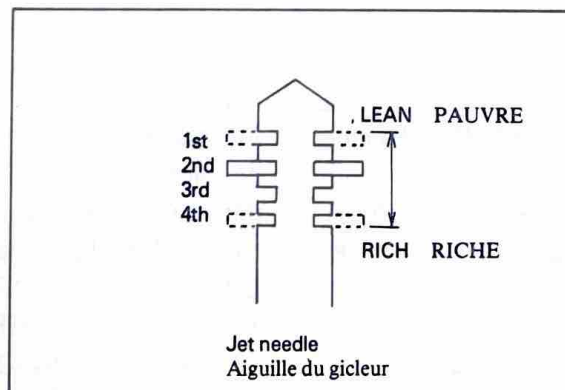 LEAN PAUVRE
1st
2nd
3rd
4th
RICH RICHE
Jet needle
Aiguille du gicleur